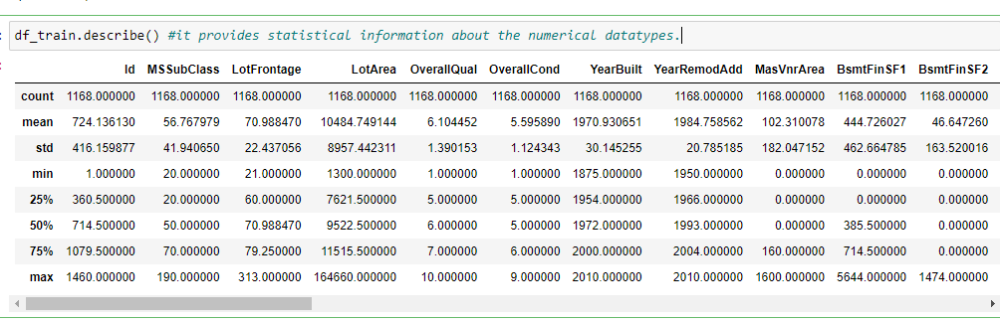 df_train.describe() #it provides statistical information about the numerical datatypes.
Id MSSubClass LotFrontage LotArea OverallQual OverallCond YearBuilt YearRemodAdd MasVnrArea BsmtFinSF1 BsmtFinSF2
count 1168.000000 1168.000000 1168.000000 1168.000000 1168.000000 1168.000000 1168.000000 1168.000000 1168.000000 1168.000000 1168.000000
mean 724.136130 56.767979 70.988470 10484.749144 6.104452 5.595890 1970.930651 1984.758562 102.310078 444.726027 46.647260
std 416.159877 41.940650 22.437056 8957.442311 1.390153 1.124343 30.145255 20.785185 182.047152 462.664785 163.520016
min 1.000000 20.000000 21.000000 1300.000000 1.000000 1.000000 1875.000000 1950.000000 0.000000 0.000000 0.000000
25% 360.500000 20.000000 60.000000 7621.500000 5.000000 5.000000 1954.000000 1966.000000 0.000000 0.000000 0.000000
50% 714.500000 50.000000 70.988470 9522.500000 6.000000 5.000000 1972.000000 1993.000000 0.000000 385.500000 0.000000
75% 1079.500000 70.000000 79.250000 11515.500000 7.000000 6.000000 2000.000000 2004.000000 160.000000 714.500000 0.000000
max 1460.000000 190.000000 313.000000 164660.000000 10.000000 9.000000 2010.000000 2010.000000 1600.000000 5644.000000 1474.000000